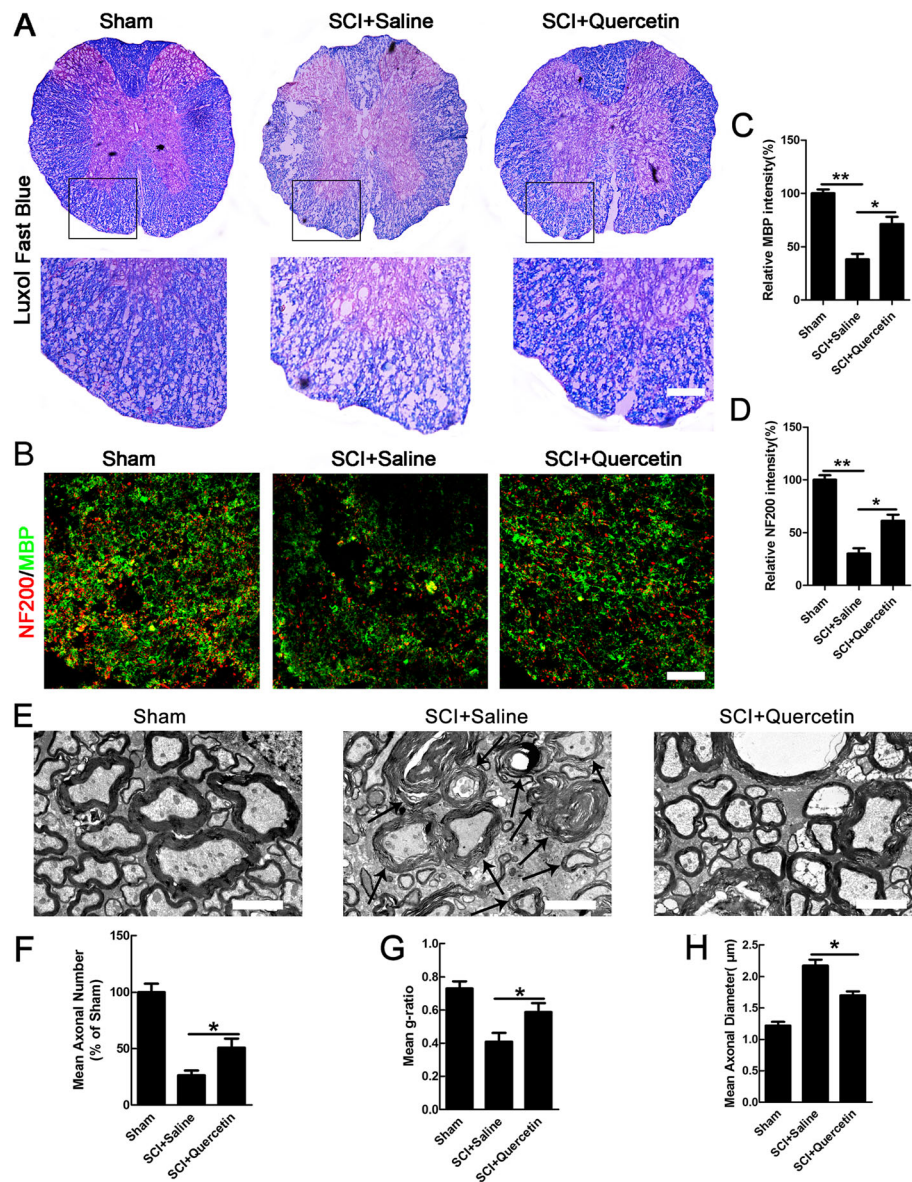 A
Sham
SCI+Saline
SCI+Quercetin
Luxol Fast Blue
C
Relative MBP intensity(%)
150
100
50
0
**
*
Sham
SCI+Saline
SCI+Quercetin
D
Relative NF200 intensity(%)
150
100
50
0
**
*
Sham
SCI+Saline
SCI+Quercetin
B
Sham
SCI+Saline
SCI+Quercetin
NF200/MBP
E
Sham
SCI+Saline
SCI+Quercetin
F
Mean Axonal Number
(% of Sham)
150
100
50
0
*
Sham
SCI+Saline
SCI+Quercetin
G
Mean g-ratio
1.0
0.8
0.6
0.4
0.2
0.0
*
Sham
SCI+Saline
SCI+Quercetin
H
Mean Axonal Diameter( μm)
2.5
2.0
1.5
1.0
0.5
0.0
*
Sham
SCI+Saline
SCI+Quercetin